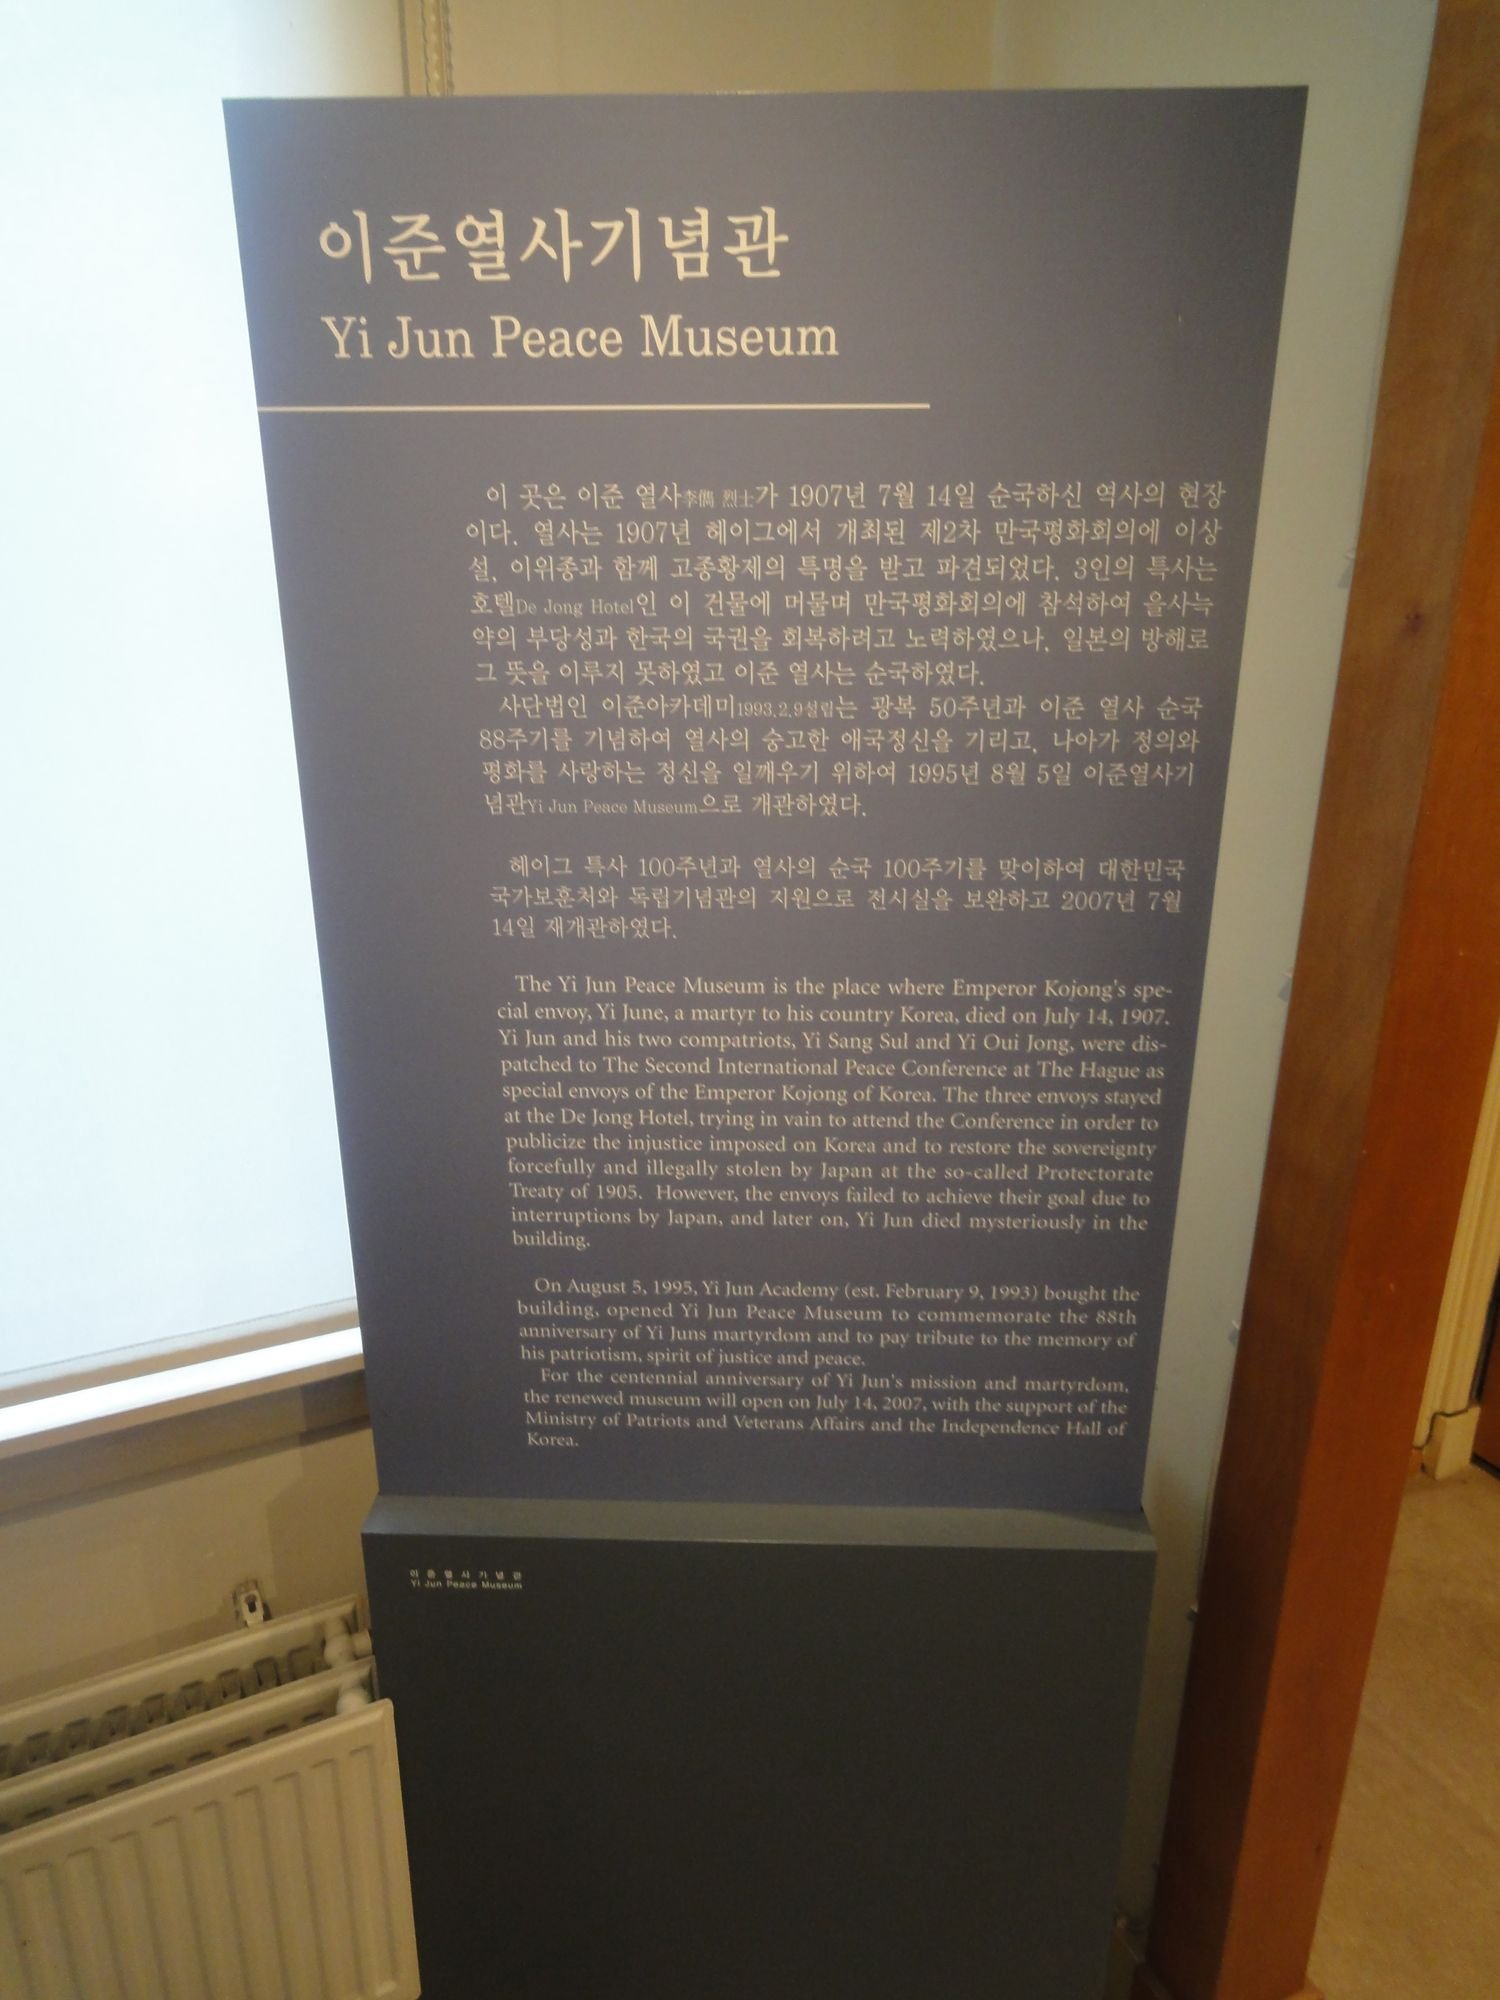 이준열사기념관
Yi Jun Peace Museum
이 곳은 이준 열사李儁 烈士가 1907년 7월 14일 순국하신 역사의 현장
이다. 열사는 1907년 헤이그에서 개최된 제2차 만국평화회의에 이상
설, 이위종과 함께 고종황제의 특명을 받고 파견되었다. 3인의 특사는
호텔De Jong Hotel인 이 건물에 머물며 만국평화회의에 참석하여 을사늑
약의 부당성과 한국의 국권을 회복하려고 노력하였으나, 일본의 방해로
그 뜻을 이루지 못하였고 이준 열사는 순국하였다.
사단법인 이준아카데미1993.2.9설립는 광복 50주년과 이준 열사 순국
88주기를 기념하여 열사의 숭고한 애국정신을 기리고, 나아가 정의와
평화를 사랑하는 정신을 일깨우기 위하여 1995년 8월 5일 이준열사기
념관Yi Jun Peace Museum으로 개관하였다.
헤이그 특사 100주년과 열사의 순국 100주기를 맞이하여 대한민국
국가보훈처와 독립기념관의 지원으로 전시실을 보완하고 2007년 7월
14일 재개관하였다.
The Yi Jun Peace Museum is the place where Emperor Kojong's spe-
cial envoy, Yi June, a martyr to his country Korea, died on July 14, 1907.
Yi Jun and his two compatriots, Yi Sang Sul and Yi Oui Jong, were dis-
patched to The Second International Peace Conference at The Hague as
special envoys of the Emperor Kojong of Korea. The three envoys stayed
at the De Jong Hotel, trying in vain to attend the Conference in order to
publicize the injustice imposed on Korea and to restore the sovereignty
forcefully and illegally stolen by Japan at the so-called Protectorate
Treaty of 1905. However, the envoys failed to achieve their goal due to
interruptions by Japan, and later on, Yi Jun died mysteriously in the
building.
On August 5, 1995, Yi Jun Academy (est. February 9, 1993) bought the
building, opened Yi Jun Peace Museum to commemorate the 88th
anniversary of Yi Juns martyrdom and to pay tribute to the memory of
his patriotism, spirit of justice and peace.
For the centennial anniversary of Yi Jun's mission and martyrdom,
the renewed museum will open on July 14, 2007, with the support of the
Ministry of Patriots and Veterans Affairs and the Independence Hall of
Korea.
이준열사기념관
Yi Jun Peace Museum